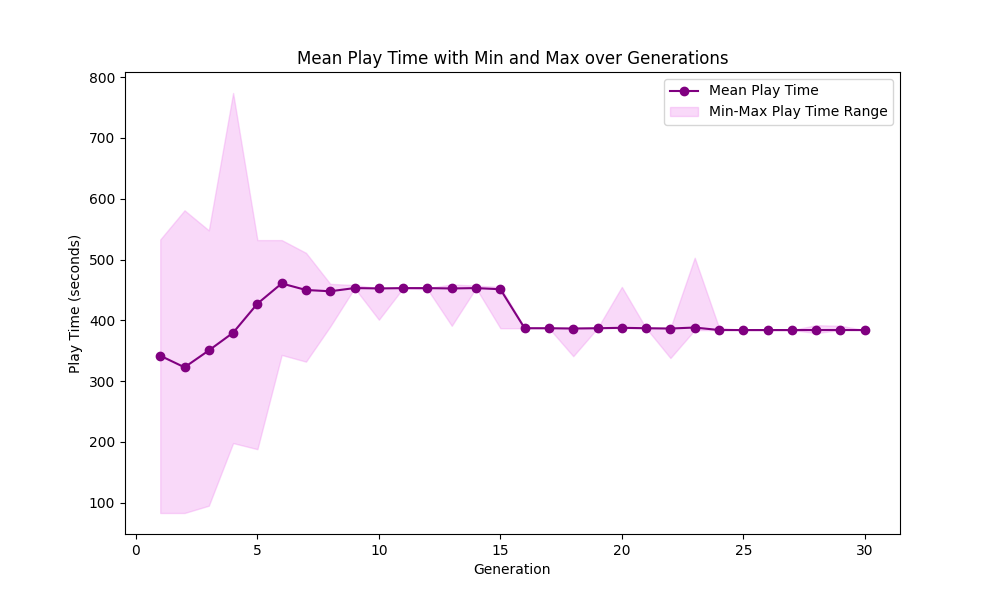 Mean Play Time with Min and Max over Generations
Mean Play Time
Min-Max Play Time Range
Play Time (seconds)
800
700
600
500
400
300
200
100
0 5 10 15 20 25 30
Generation